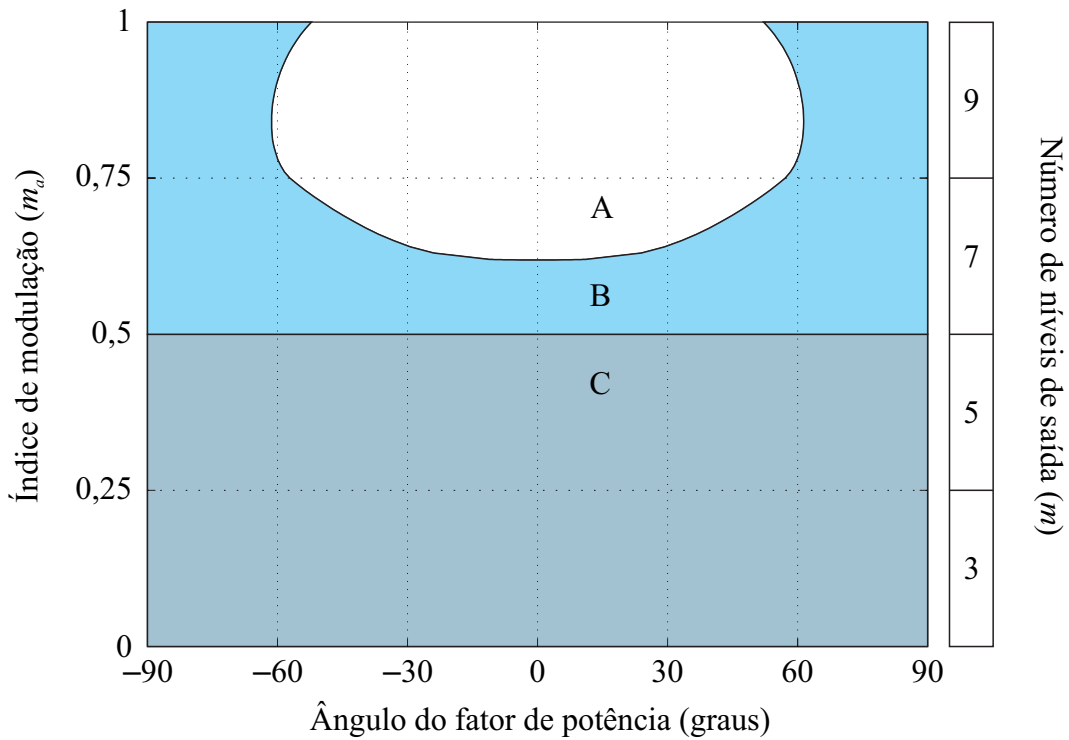 1
0,75
0,5
0,25
0
Índice de modulação (mₐ)
A
B
C
−90
−60
−30
0
30
60
90
Ângulo do fator de potência (graus)
9
7
5
3
Número de níveis de saída (m)